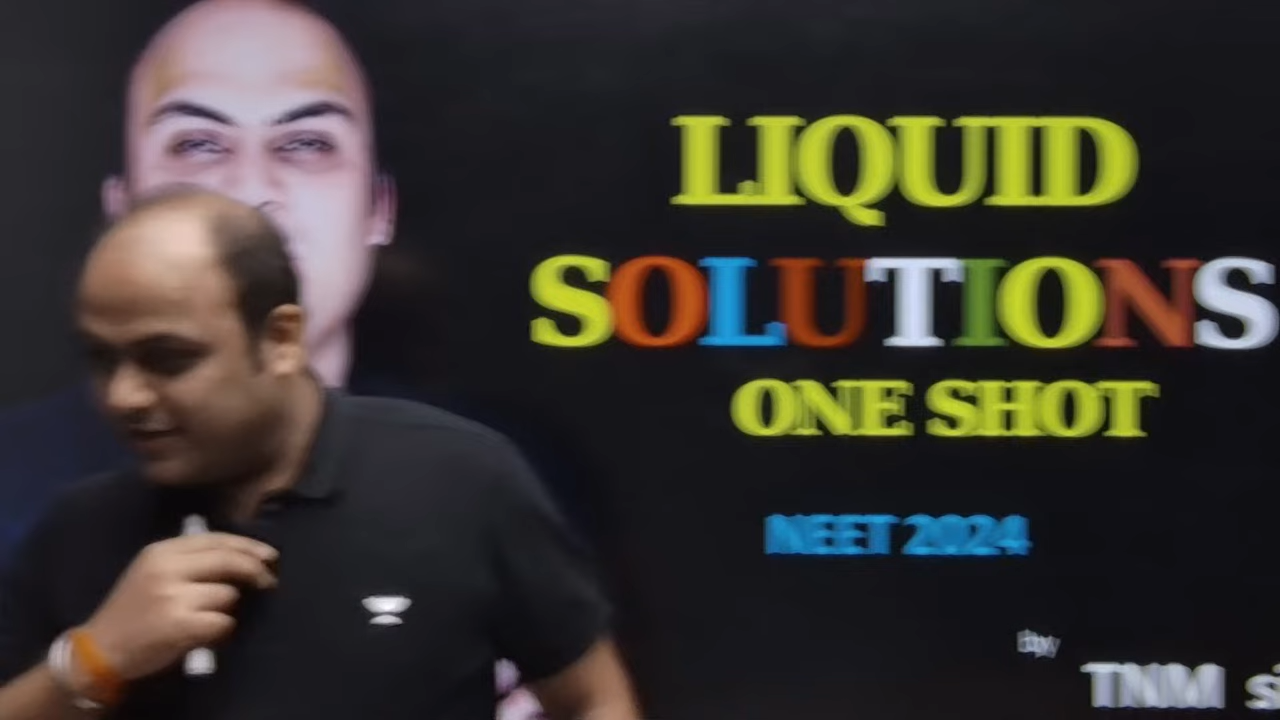 LIQUID
SOLUTIONS
ONE SHOT
NEET 2024
by
TNM